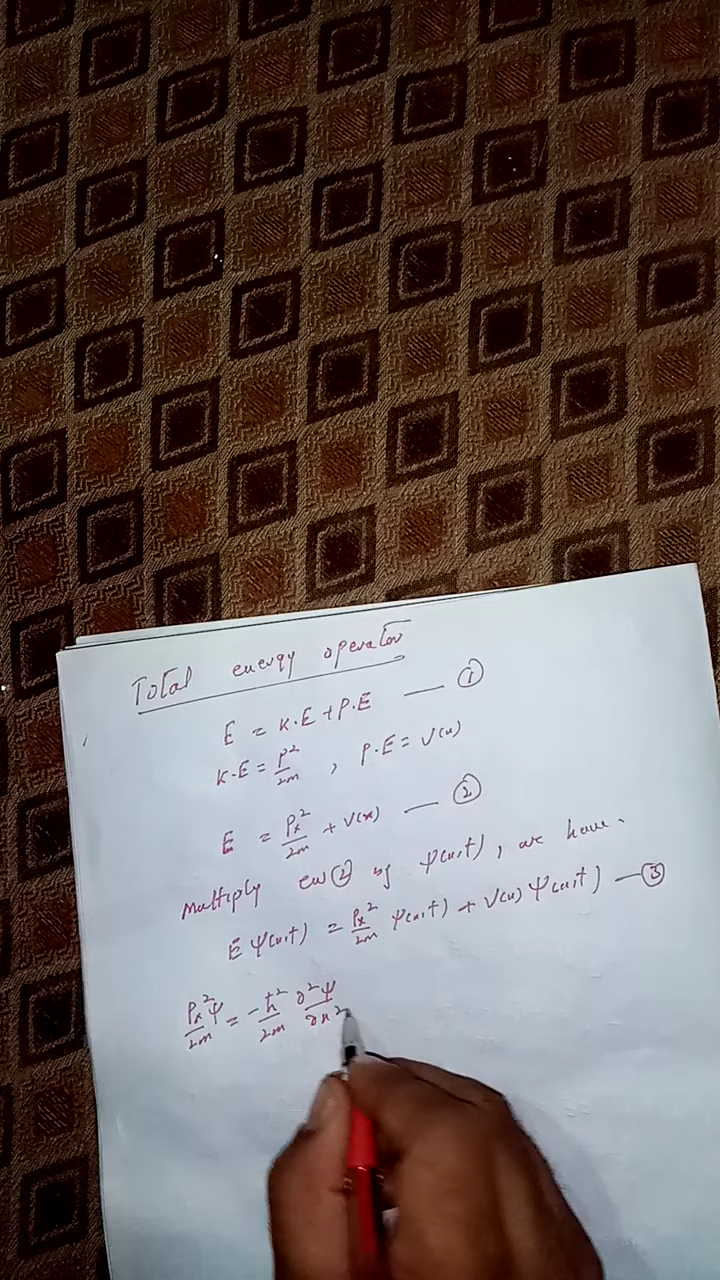 Total energy operator
E = K.E + P.E — ①
K.E = P²/2m , P.E = V(x)
E = Px²/2m + V(x) — ②
Multiply eq ② by ψ(x,t), we have.
E ψ(x,t) = Px²/2m ψ(x,t) + V(x) ψ(x,t) — ③
Px²/2m ψ = -ħ²/2m ∂²ψ/∂x²